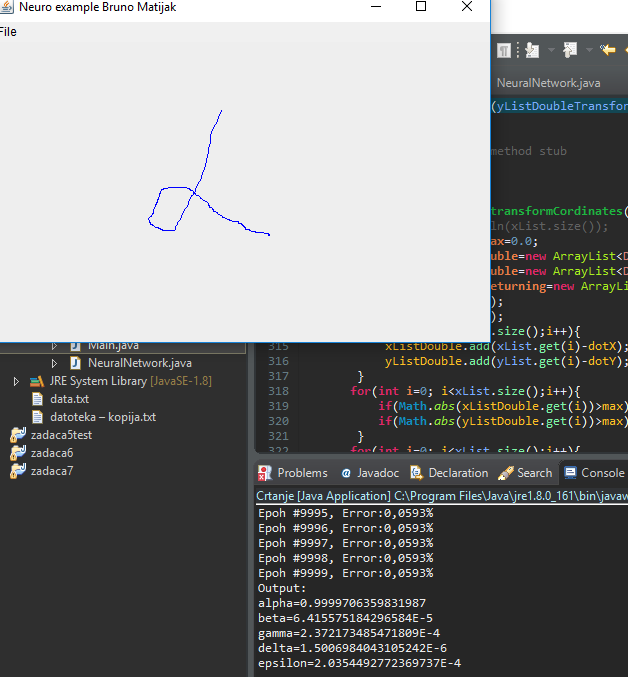 Neuro example Bruno Matijak
File
NeuralNetwork.java
(yListDoubleTransfor
method stub
transformCordinates(
ln(xList.size());
ax=0.0;
uble=new ArrayList<D
uble=new ArrayList<D
eturning=new ArrayL
);
);
.size();i++){
315 xListDouble.add(xList.get(i)-dotX);
316 yListDouble.add(yList.get(i)-dotY);
317 }
318 for(int i=0; i<xList.size();i++){
319 if(Math.abs(xListDouble.get(i))>max)
320 if(Math.abs(yListDouble.get(i))>max)
321 }
322 for(int i=0; i<xList.size();i++){
Main.java
NeuralNetwork.java
JRE System Library [JavaSE-1.8]
data.txt
datoteka – kopija.txt
zadaca5test
zadaca6
zadaca7
Problems @ Javadoc Declaration Search Console
Crtanje [Java Application] C:\Program Files\Java\jre1.8.0_161\bin\javaw
Epoh #9995, Error:0,0593%
Epoh #9996, Error:0,0593%
Epoh #9997, Error:0,0593%
Epoh #9998, Error:0,0593%
Epoh #9999, Error:0,0593%
Output:
alpha=0.9999706359831987
beta=6.415575184296584E-5
gamma=2.372173485471809E-4
delta=1.5006984043105242E-6
epsilon=2.0354492772369737E-4